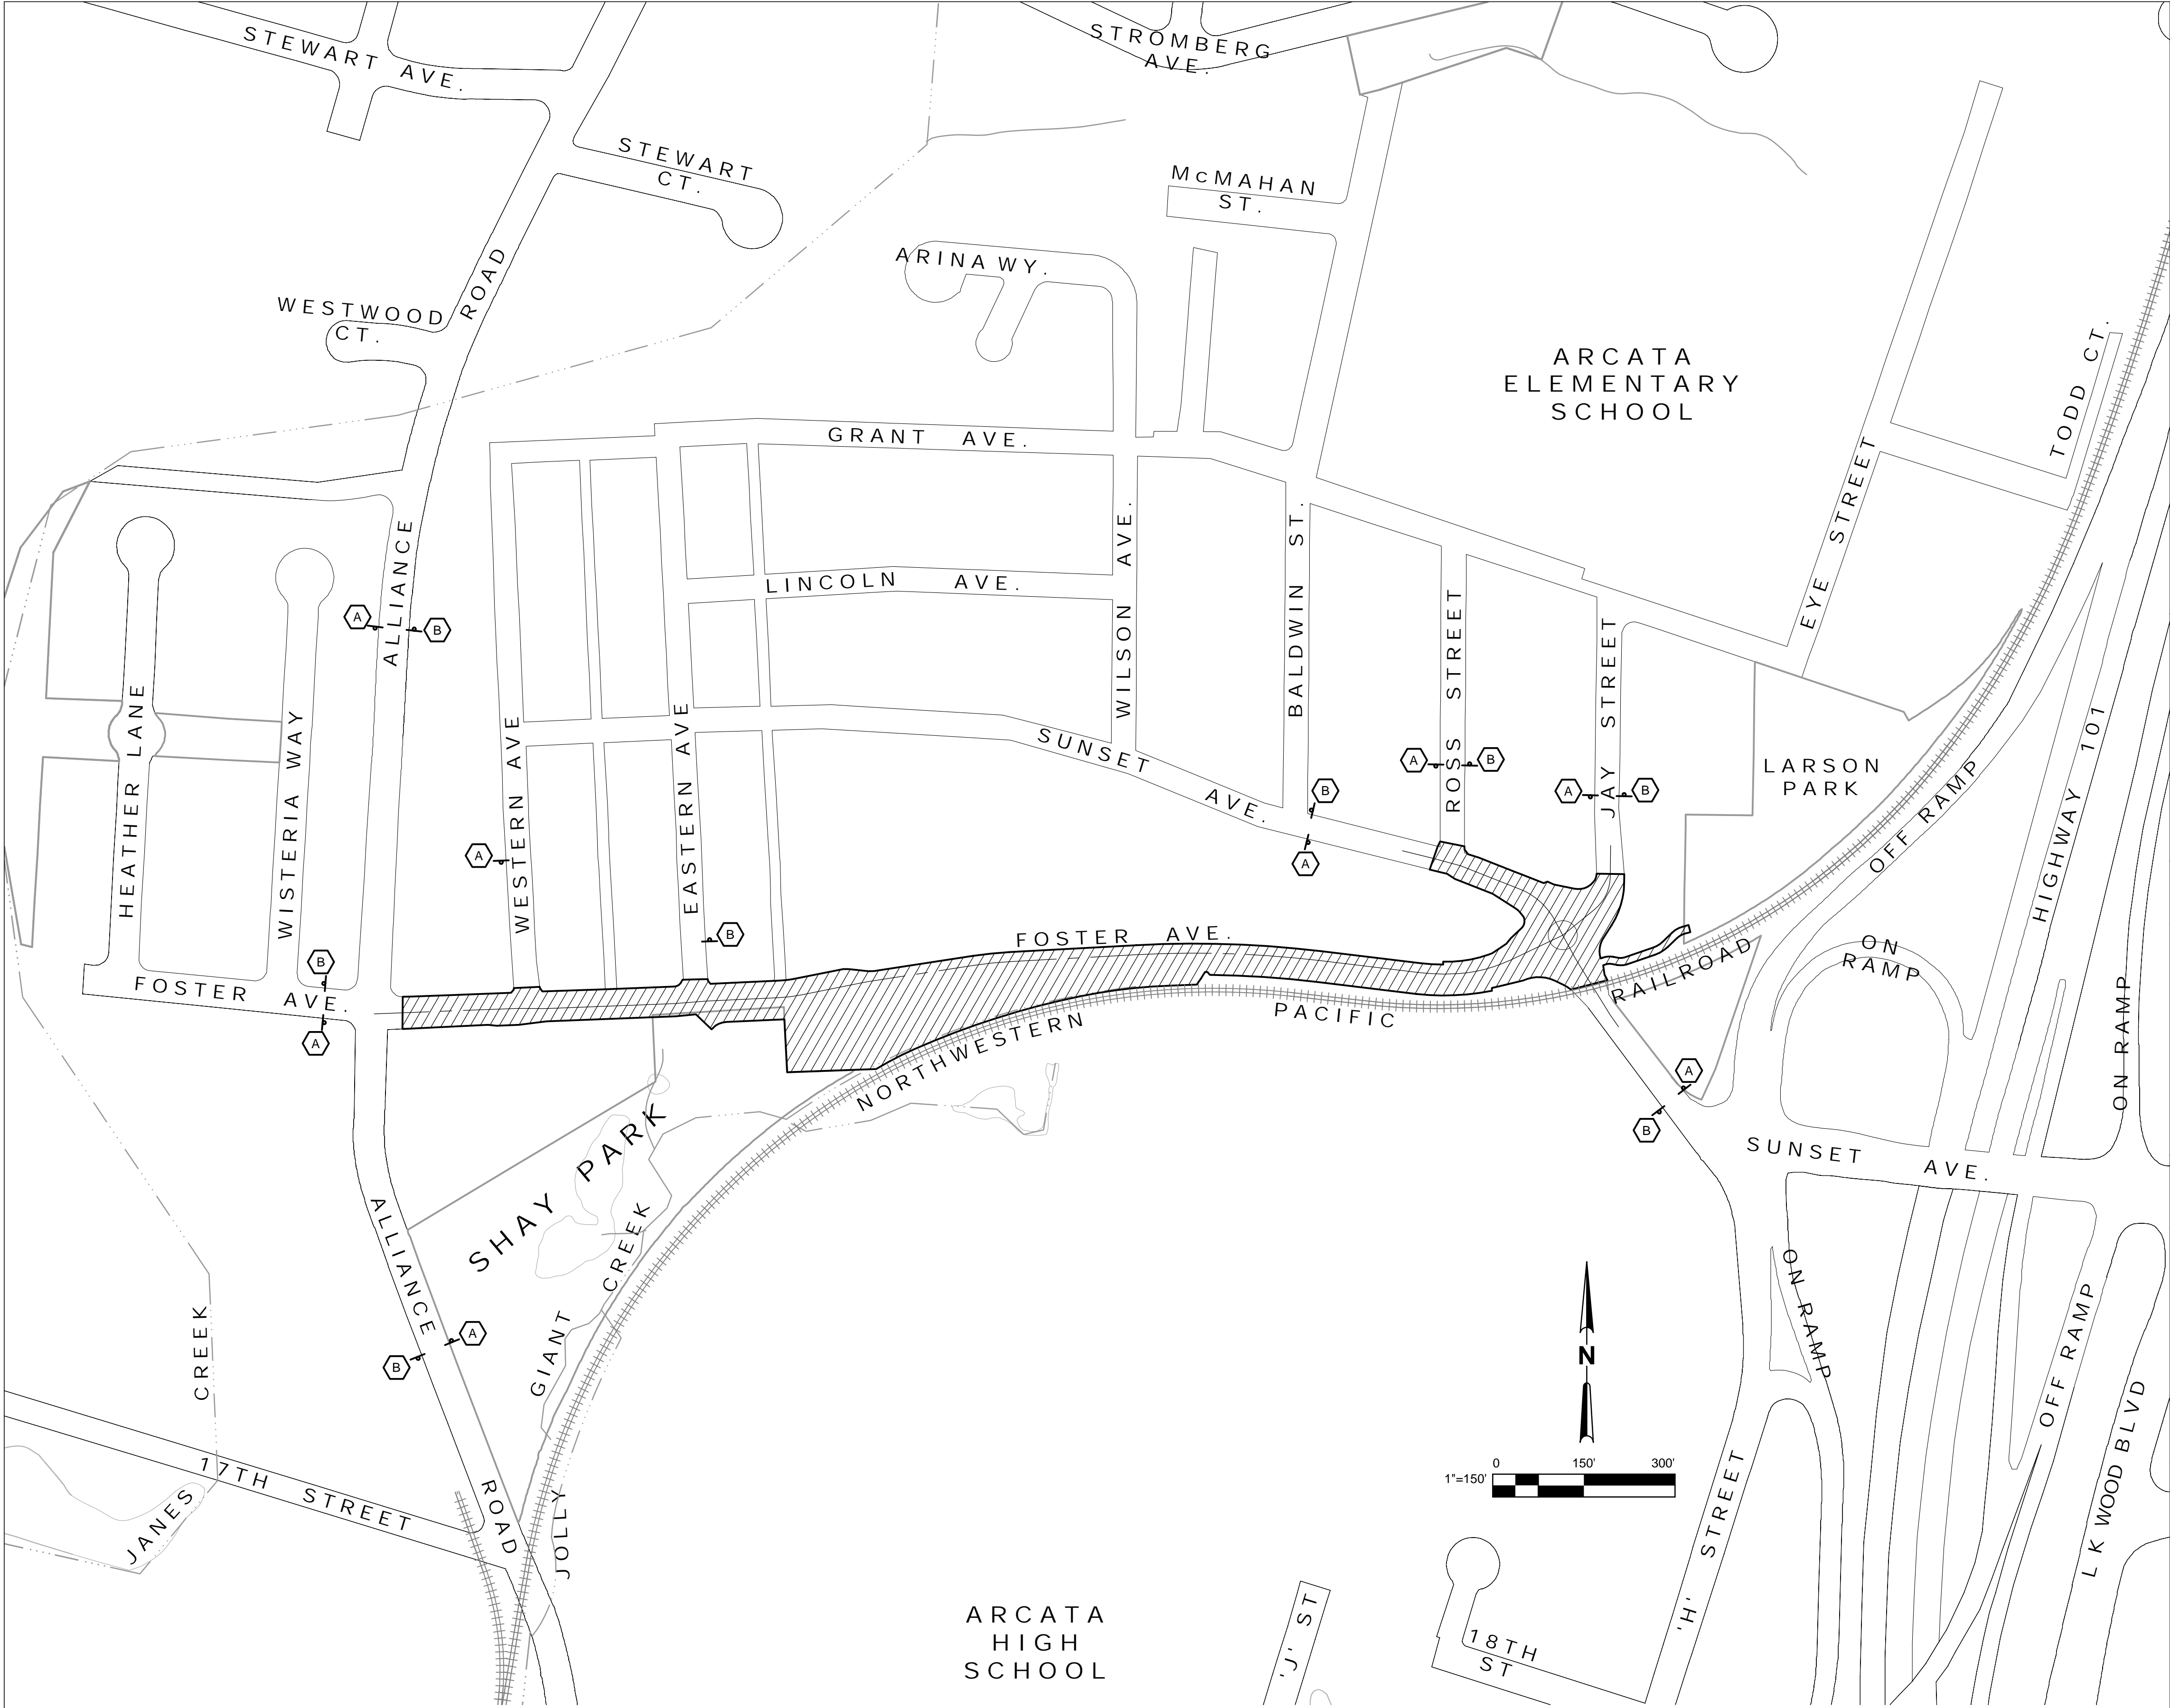 STEWART AVE.
STROMBERG
AVE.
STEWART
CT.
McMAHAN
ST.
ARINA WY.
WESTWOOD
CT.
ROAD
ARCATA
ELEMENTARY
SCHOOL
TODD CT.
GRANT AVE.
LINCOLN AVE.
WILSON AVE.
BALDWIN ST.
EYE STREET
ALLIANCE
A
B
ROSS STREET
JAY STREET
HEATHER LANE
WISTERIA WAY
WESTERN AVE
EASTERN AVE
SUNSET
AVE.
A
B
A
B
B
A
LARSON
PARK
OFF RAMP
HIGHWAY 101
A
B
FOSTER AVE.
ON
RAMP
B
FOSTER AVE.
A
NORTHWESTERN
PACIFIC
RAILROAD
ON RAMP
A
B
SUNSET AVE.
SHAY PARK
ALLIANCE
A
B
GIANT CREEK
CREEK
ON RAMP
OFF RAMP
L K WOOD BLVD
N
0 150' 300'
1"=150'
17TH STREET
JANES
ROAD
JOLLY
'H' STREET
ARCATA
HIGH
SCHOOL
'J' ST
18TH
ST